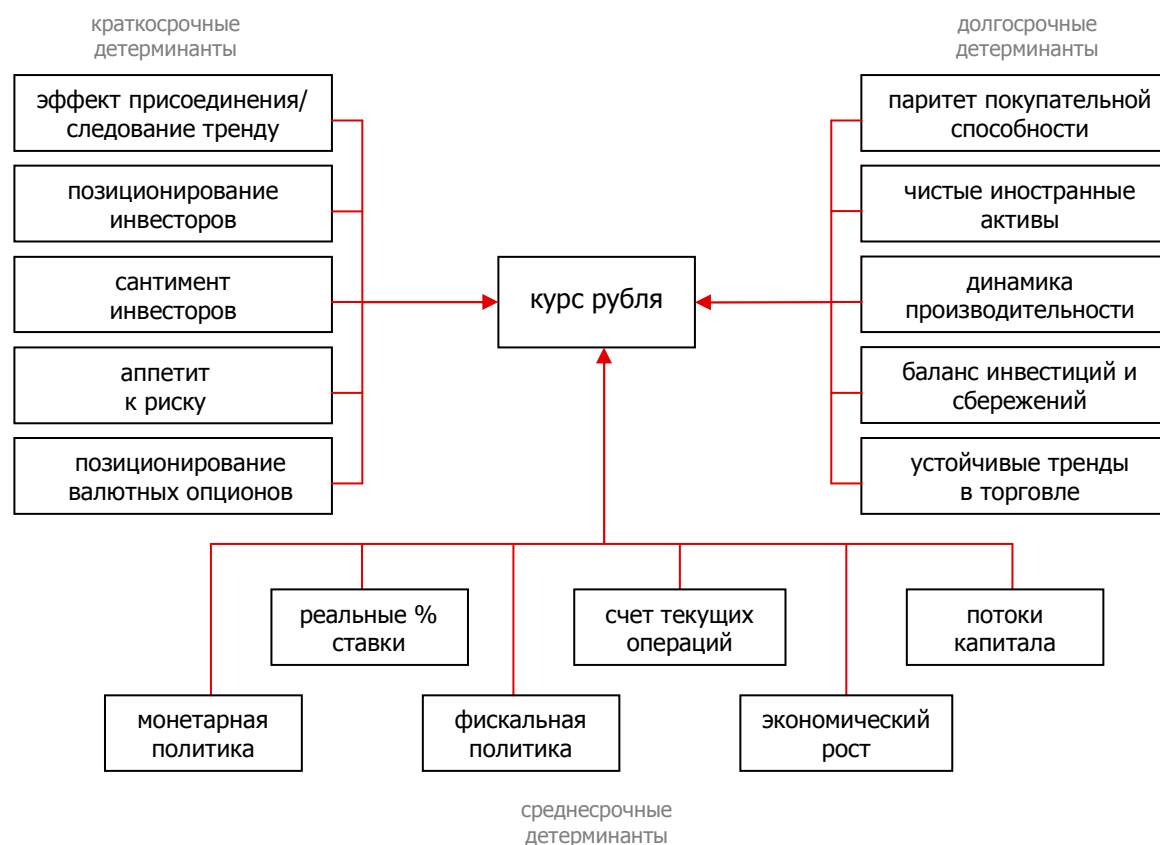 краткосрочные
детерминанты
эффект присоединения/
следование тренду
позиционирование
инвесторов
сантимент
инвесторов
аппетит
к риску
позиционирование
валютных опционов
курс рубля
долгосрочные
детерминанты
паритет покупательной
способности
чистые иностранные
активы
динамика
производительности
баланс инвестиций и
сбережений
устойчивые тренды
в торговле
реальные %
ставки
счет текущих
операций
потоки
капитала
монетарная
политика
фискальная
политика
экономический
рост
среднесрочные
детерминанты